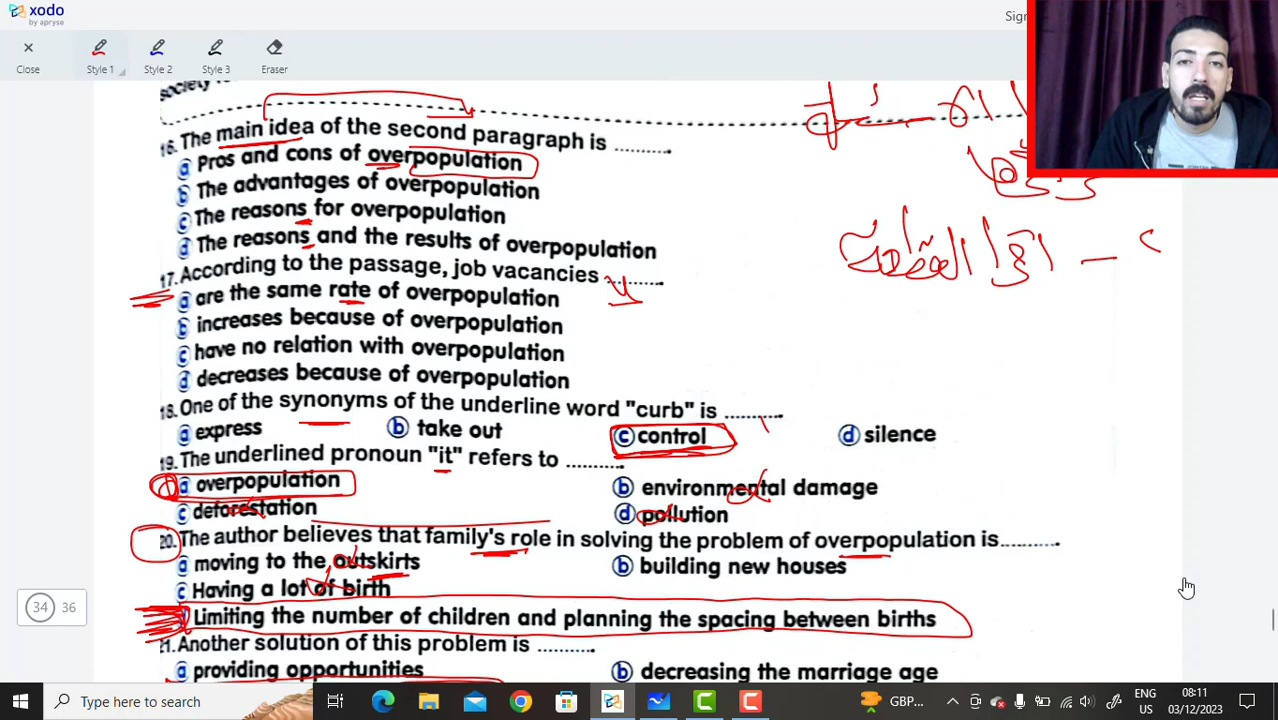 xodo
by apryse
Sign
Close
Style 1
Style 2
Style 3
Eraser
society
16. The main idea of the second paragraph is ..........
a Pros and cons of overpopulation
b The advantages of overpopulation
c The reasons for overpopulation
d The reasons and the results of overpopulation
17. According to the passage, job vacancies ..........
a are the same rate of overpopulation
b increases because of overpopulation
c have no relation with overpopulation
d decreases because of overpopulation
18. One of the synonyms of the underline word "curb" is ..........
a express b take out c control d silence
19. The underlined pronoun "it" refers to ..........
a overpopulation b environmental damage
c deforestation d pollution
20. The author believes that family's role in solving the problem of overpopulation is..........
a moving to the outskirts b building new houses
c Having a lot of birth
Limiting the number of children and planning the spacing between births
21. Another solution of this problem is ..........
a providing opportunities b decreasing the marriage age
34 36
Type here to search
GBP...
ENG
US
08:11
03/12/2023